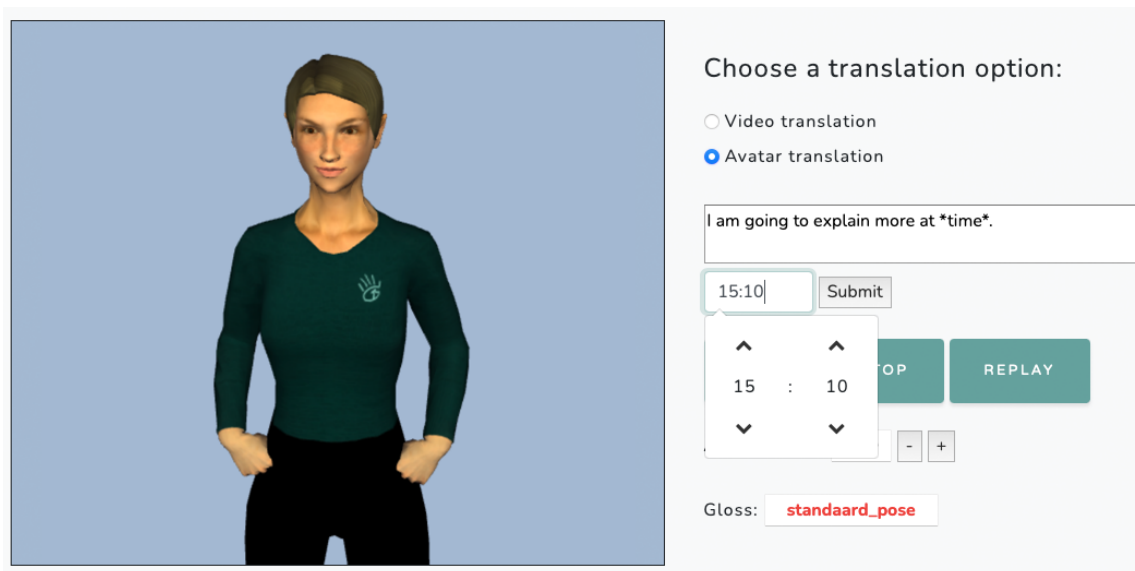 Choose a translation option:
Video translation
Avatar translation
I am going to explain more at *time*.
15:10 Submit
15 : 10
REPLAY
- +
Gloss: standaard_pose